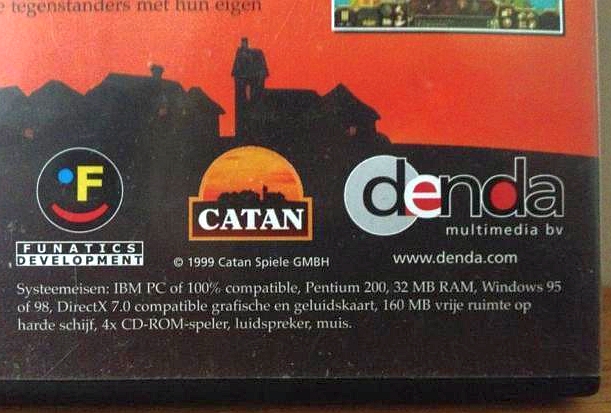 tegenstanders met hun eigen
F
FUNATICS
DEVELOPMENT
CATAN
© 1999 Catan Spiele GMBH
denda
multimedia bv
www.denda.com
Systeemeisen: IBM PC of 100% compatible, Pentium 200, 32 MB RAM, Windows 95
of 98, DirectX 7.0 compatible grafische en geluidskaart, 160 MB vrije ruimte op
harde schijf, 4x CD-ROM-speler, luidspreker, muis.